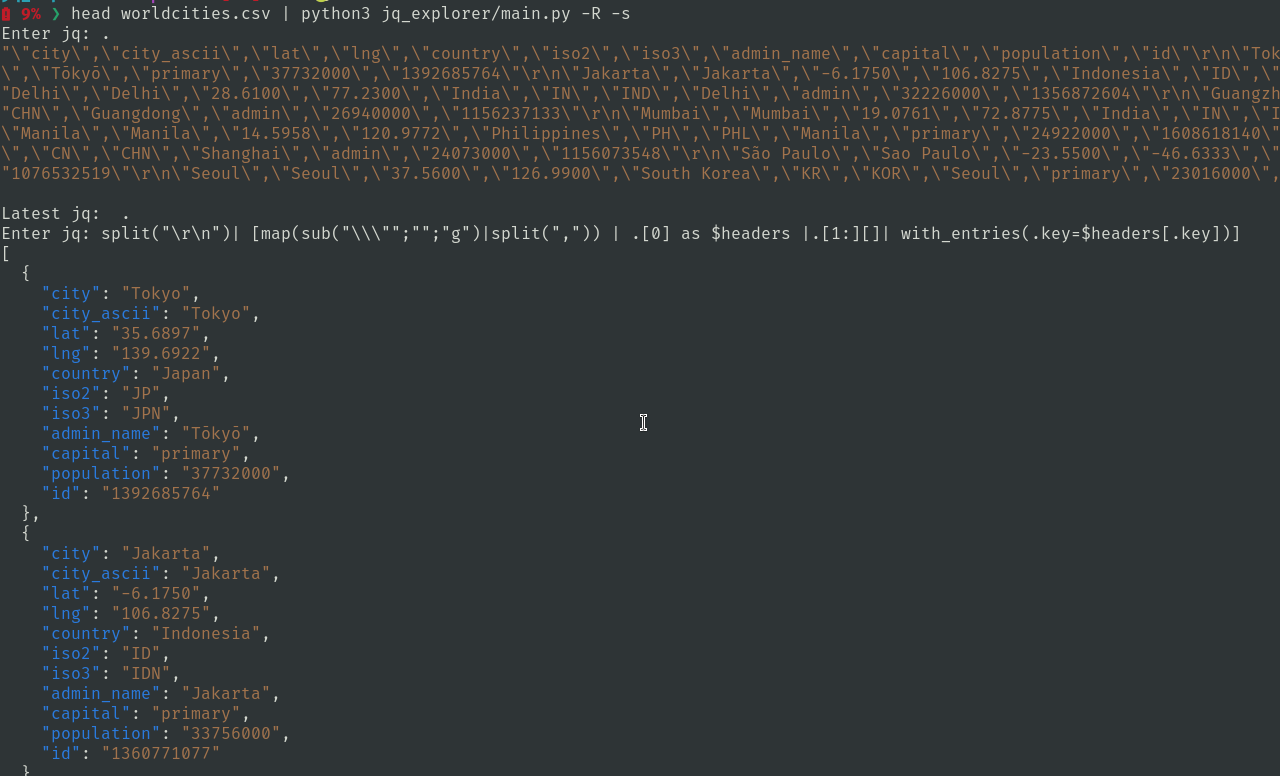 9% ❯ head worldcities.csv | python3 jq_explorer/main.py -R -s
Enter jq: .
"\"city\",\"city_ascii\",\"lat\",\"lng\",\"country\",\"iso2\",\"iso3\",\"admin_name\",\"capital\",\"population\",\"id\"\r\n\"Tok
\",\"Tōkyō\",\"primary\",\"37732000\",\"1392685764\"\r\n\"Jakarta\",\"Jakarta\",\"-6.1750\",\"106.8275\",\"Indonesia\",\"ID\",\"
"Delhi\",\"Delhi\",\"28.6100\",\"77.2300\",\"India\",\"IN\",\"IND\",\"Delhi\",\"admin\",\"32226000\",\"1356872604\"\r\n\"Guangzh
"CHN\",\"Guangdong\",\"admin\",\"26940000\",\"1156237133\"\r\n\"Mumbai\",\"Mumbai\",\"19.0761\",\"72.8775\",\"India\",\"IN\",\"I
\"Manila\",\"Manila\",\"14.5958\",\"120.9772\",\"Philippines\",\"PH\",\"PHL\",\"Manila\",\"primary\",\"24922000\",\"1608618140\"
\",\"CN\",\"CHN\",\"Shanghai\",\"admin\",\"24073000\",\"1156073548\"\r\n\"São Paulo\",\"Sao Paulo\",\"-23.5500\",\"-46.6333\",\"
"1076532519\"\r\n\"Seoul\",\"Seoul\",\"37.5600\",\"126.9900\",\"South Korea\",\"KR\",\"KOR\",\"Seoul\",\"primary\",\"23016000\",
Latest jq:  .
Enter jq: split("\r\n")| [map(sub("\\\"";"";"g")|split(",")) | .[0] as $headers |.[1:][]| with_entries(.key=$headers[.key])]
[
  {
    "city": "Tokyo",
    "city_ascii": "Tokyo",
    "lat": "35.6897",
    "lng": "139.6922",
    "country": "Japan",
    "iso2": "JP",
    "iso3": "JPN",
    "admin_name": "Tōkyō",
    "capital": "primary",
    "population": "37732000",
    "id": "1392685764"
  },
  {
    "city": "Jakarta",
    "city_ascii": "Jakarta",
    "lat": "-6.1750",
    "lng": "106.8275",
    "country": "Indonesia",
    "iso2": "ID",
    "iso3": "IDN",
    "admin_name": "Jakarta",
    "capital": "primary",
    "population": "33756000",
    "id": "1360771077"
  }